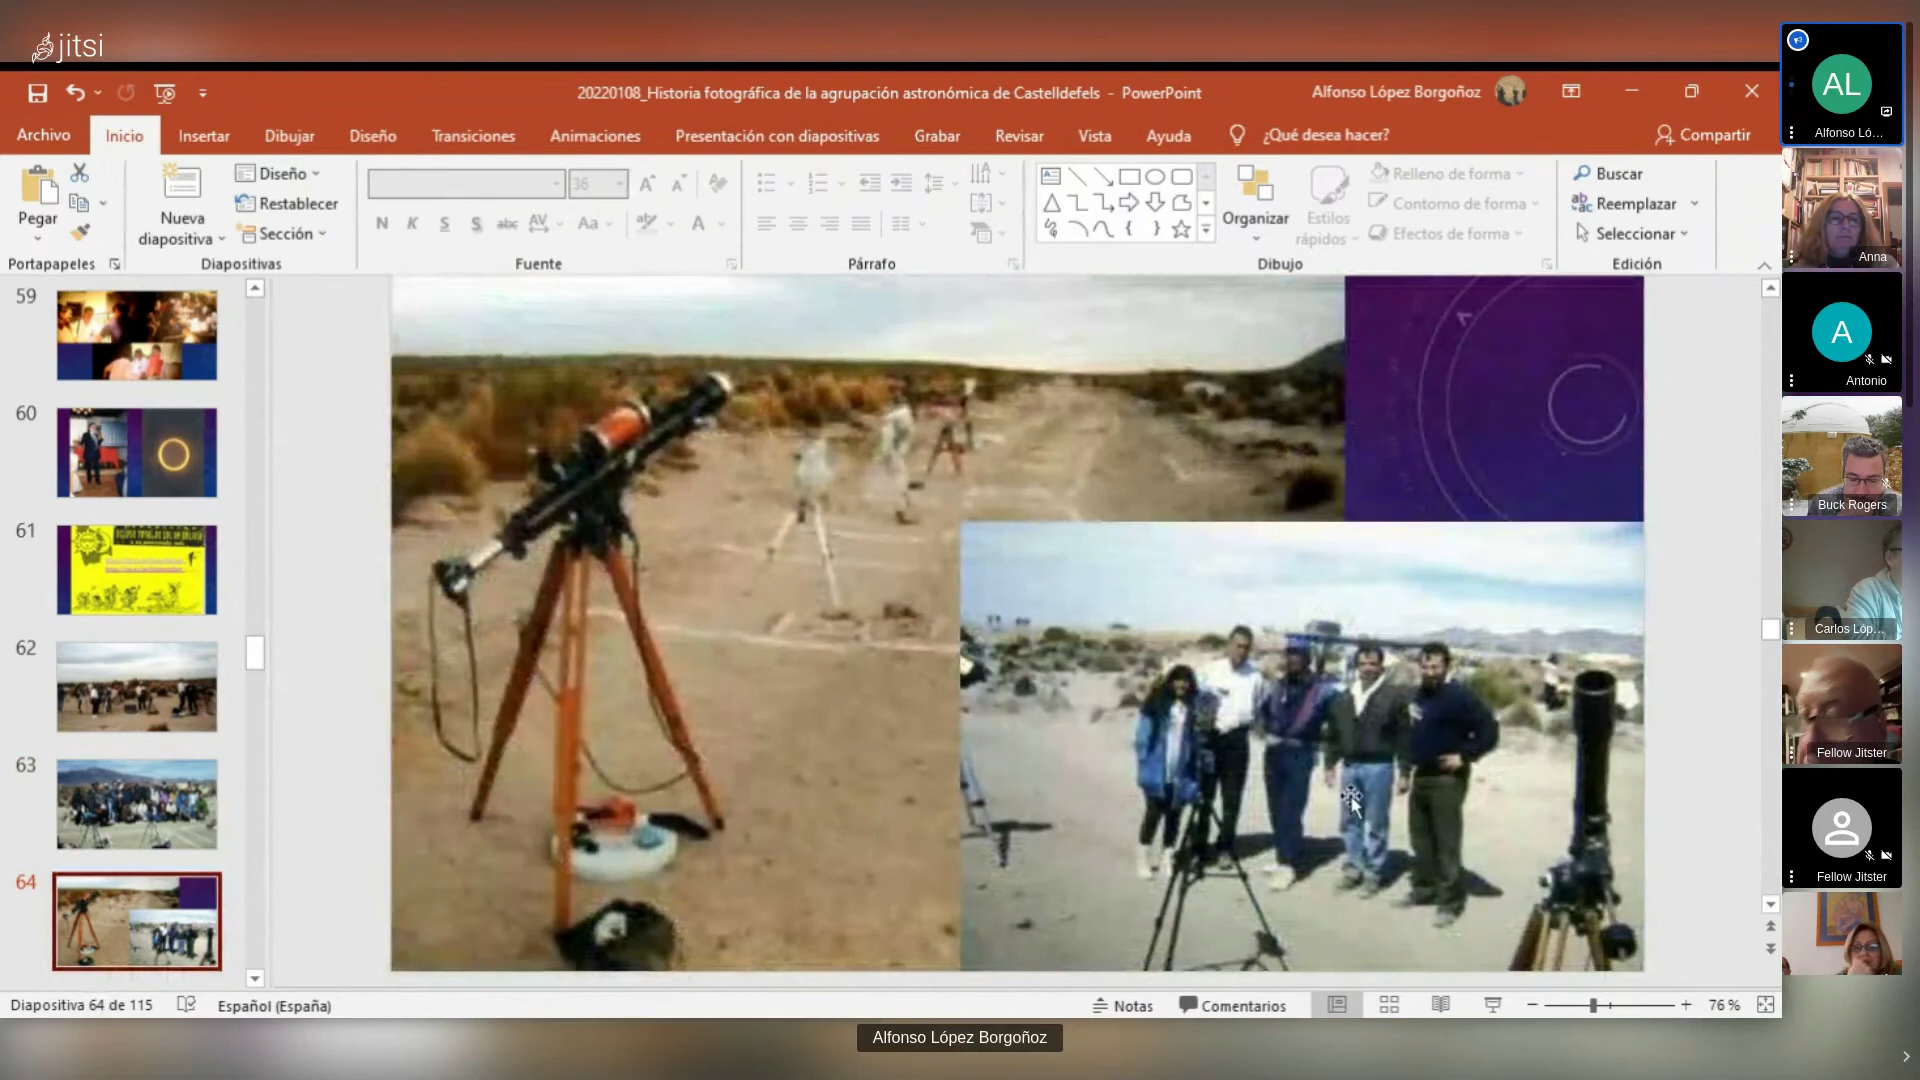 jitsi
20220108_Historia fotográfica de la agrupación astronómica de Castelldefels - PowerPoint
Alfonso López Borgoñoz
Archivo Inicio Insertar Dibujar Diseño Transiciones Animaciones Presentación con diapositivas Grabar Revisar Vista Ayuda ¿Qué desea hacer? Compartir
Pegar
Nueva diapositiva
Diseño
Restablecer
Sección
36
N K S S abc AV Aa A
Organizar
Estilos rápidos
Relleno de forma
Contorno de forma
Efectos de forma
Buscar
Reemplazar
Seleccionar
Portapapeles Diapositivas Fuente Párrafo Dibujo Edición
59
60
61
62
63
64
Diapositiva 64 de 115 Español (España) Notas Comentarios 76 %
Alfonso López Borgoñoz
AL
Alfonso Ló...
Anna
A
Antonio
Buck Rogers
Carlos Lóp...
Fellow Jitster
Fellow Jitster